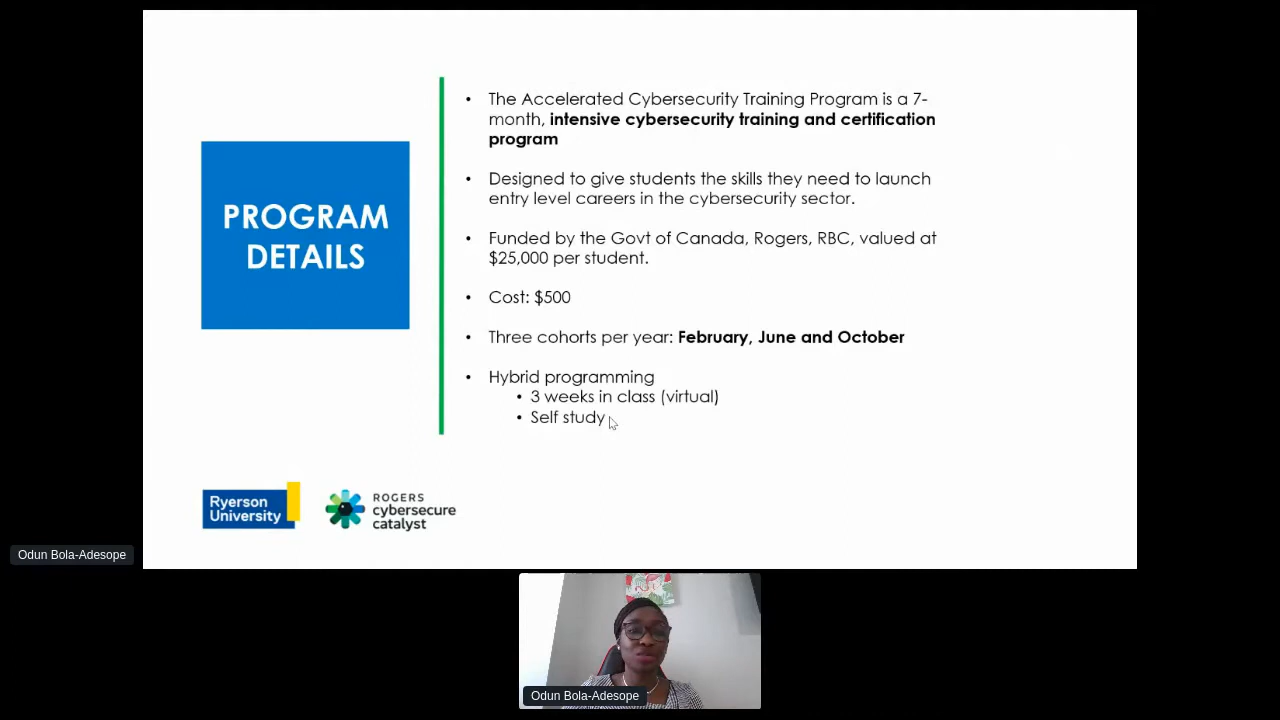 PROGRAM
DETAILS
• The Accelerated Cybersecurity Training Program is a 7-
month, intensive cybersecurity training and certification
program
• Designed to give students the skills they need to launch
entry level careers in the cybersecurity sector.
• Funded by the Govt of Canada, Rogers, RBC, valued at
$25,000 per student.
• Cost: $500
• Three cohorts per year: February, June and October
• Hybrid programming
• 3 weeks in class (virtual)
• Self study
Ryerson
University
ROGERS
cybersecure
catalyst
Odun Bola-Adesope
Odun Bola-Adesope